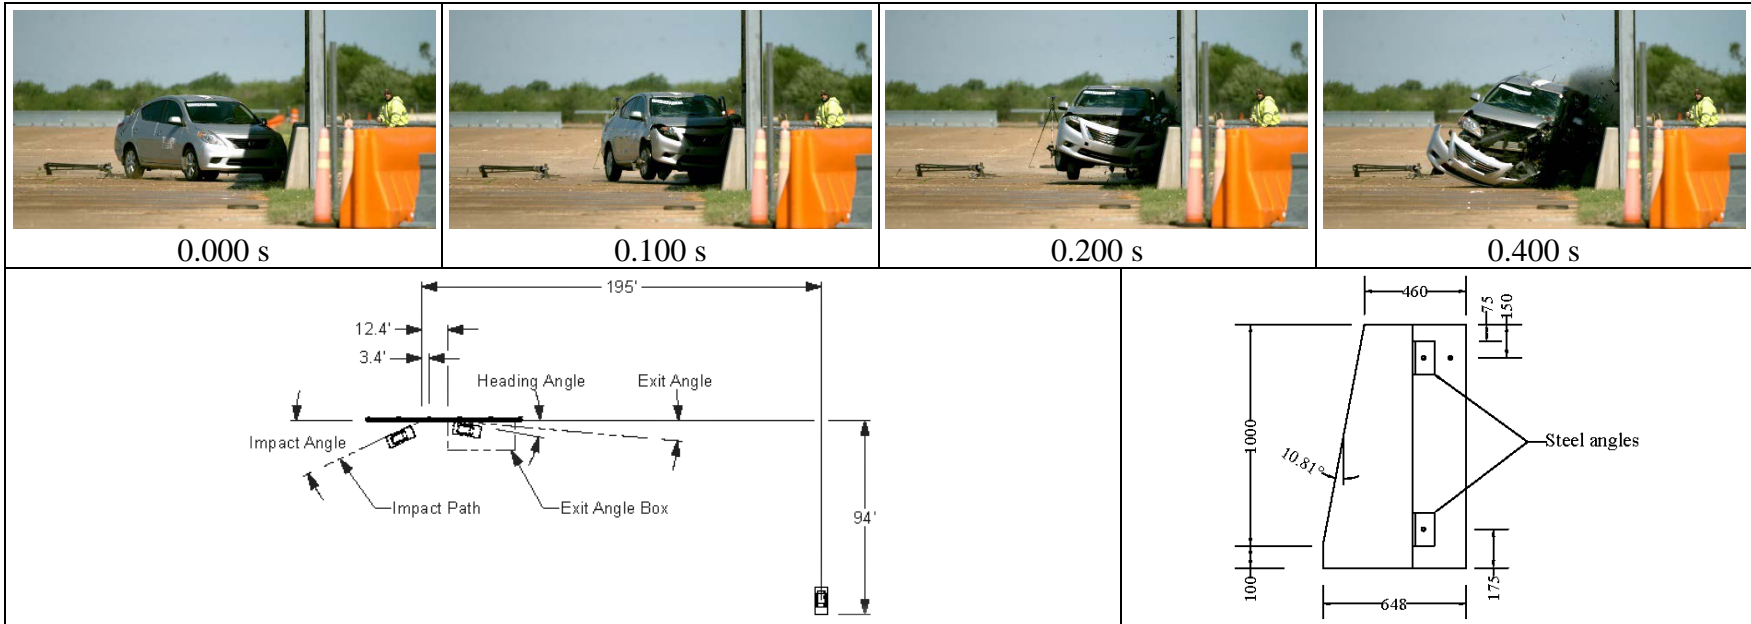 0.000 s
0.100 s
0.200 s
0.400 s
195'
12.4'
3.4'
Heading Angle
Exit Angle
Impact Angle
Impact Path
Exit Angle Box
94'
460
75
150
1000
10.81°
Steel angles
100
175
648